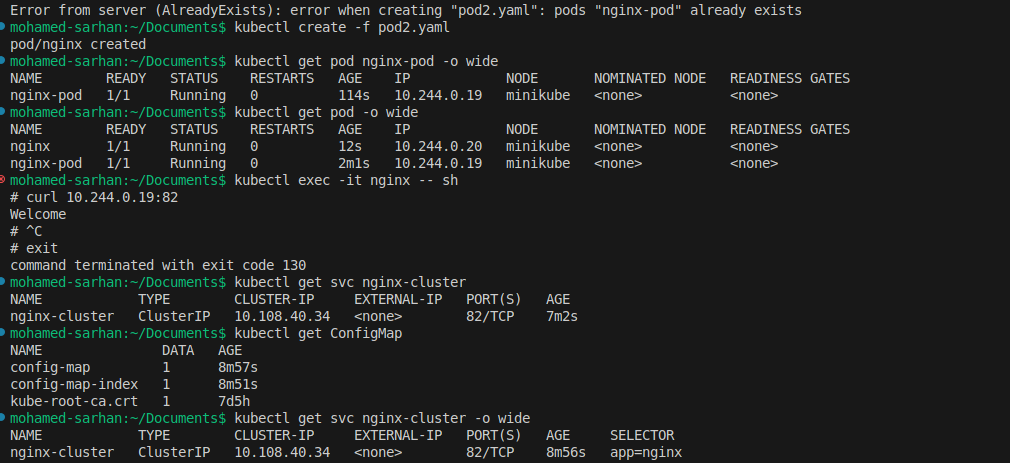 Error from server (AlreadyExists): error when creating "pod2.yaml": pods "nginx-pod" already exists
mohamed-sarhan:~/Documents$ kubectl create -f pod2.yaml
pod/nginx created
mohamed-sarhan:~/Documents$ kubectl get pod nginx-pod -o wide
NAME        READY   STATUS    RESTARTS   AGE    IP            NODE       NOMINATED NODE   READINESS GATES
nginx-pod   1/1     Running   0          114s   10.244.0.19   minikube   <none>           <none>
mohamed-sarhan:~/Documents$ kubectl get pod -o wide
NAME        READY   STATUS    RESTARTS   AGE    IP            NODE       NOMINATED NODE   READINESS GATES
nginx       1/1     Running   0          12s    10.244.0.20   minikube   <none>           <none>
nginx-pod   1/1     Running   0          2m1s   10.244.0.19   minikube   <none>           <none>
mohamed-sarhan:~/Documents$ kubectl exec -it nginx -- sh
# curl 10.244.0.19:82
Welcome
# ^C
# exit
command terminated with exit code 130
mohamed-sarhan:~/Documents$ kubectl get svc nginx-cluster
NAME            TYPE        CLUSTER-IP     EXTERNAL-IP   PORT(S)   AGE
nginx-cluster   ClusterIP   10.108.40.34   <none>        82/TCP    7m2s
mohamed-sarhan:~/Documents$ kubectl get ConfigMap
NAME               DATA   AGE
config-map         1      8m57s
config-map-index   1      8m51s
kube-root-ca.crt   1      7d5h
mohamed-sarhan:~/Documents$ kubectl get svc nginx-cluster -o wide
NAME            TYPE        CLUSTER-IP     EXTERNAL-IP   PORT(S)   AGE     SELECTOR
nginx-cluster   ClusterIP   10.108.40.34   <none>        82/TCP    8m56s   app=nginx